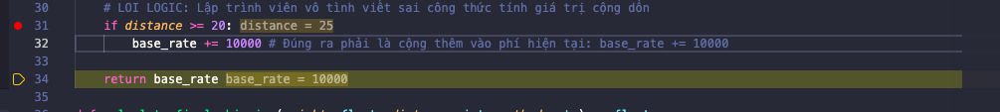 30 # LOI LOGIC: Lập trình viên vô tình viết sai công thức tính giá trị cộng dồn
31 if distance >= 20: distance = 25
32 base_rate += 10000 # Đúng ra phải là cộng thêm vào phí hiện tại: base_rate += 10000
33
34 return base_rate base_rate = 10000
35